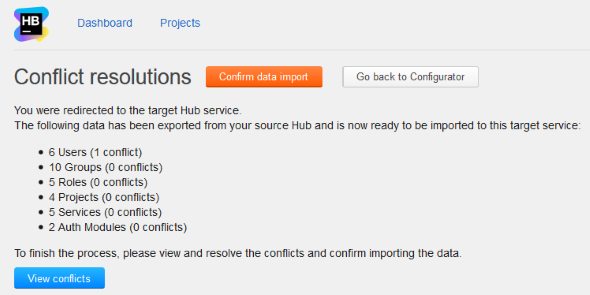 HB
Dashboard Projects
Conflict resolutions Confirm data import Go back to Configurator
You were redirected to the target Hub service.
The following data has been exported from your source Hub and is now ready to be imported to this target service:
• 6 Users (1 conflict)
• 10 Groups (0 conflicts)
• 5 Roles (0 conflicts)
• 4 Projects (0 conflicts)
• 5 Services (0 conflicts)
• 2 Auth Modules (0 conflicts)
To finish the process, please view and resolve the conflicts and confirm importing the data.
View conflicts